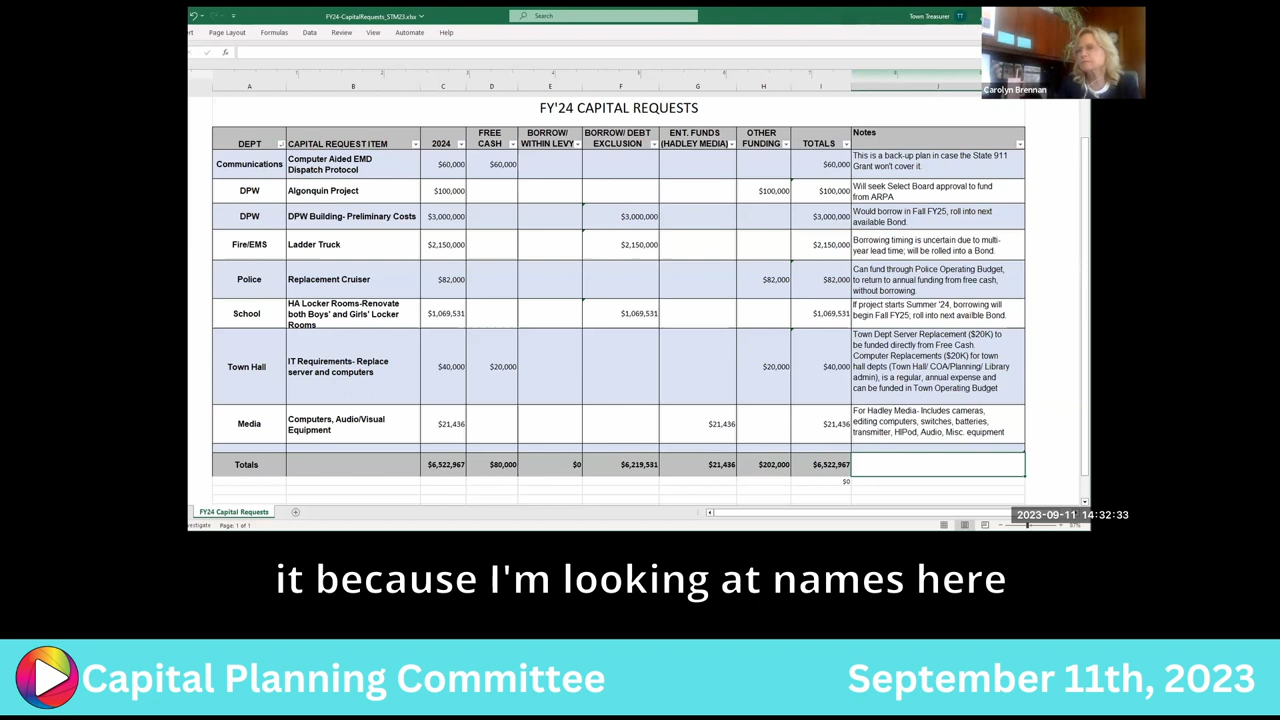 FY24-CapitalRequests_STM23.xlsx
Search
Town Treasurer TT
Page Layout Formulas Data Review View Automate Help
fx
Carolyn Brennan
A B C D E F G H I J
FY'24 CAPITAL REQUESTS
DEPT CAPITAL REQUEST ITEM 2024 FREE CASH BORROW/ WITHIN LEVY BORROW/ DEBT EXCLUSION ENT. FUNDS (HADLEY MEDIA) OTHER FUNDING TOTALS Notes
Communications Computer Aided EMD Dispatch Protocol $60,000 $60,000 $60,000 This is a back-up plan in case the State 911 Grant won't cover it.
DPW Algonquin Project $100,000 $100,000 $100,000 Will seek Select Board approval to fund from ARPA
DPW DPW Building- Preliminary Costs $3,000,000 $3,000,000 $3,000,000 Would borrow in Fall FY25, roll into next available Bond.
Fire/EMS Ladder Truck $2,150,000 $2,150,000 $2,150,000 Borrowing timing is uncertain due to multi-year lead time; will be rolled into a Bond.
Police Replacement Cruiser $82,000 $82,000 $82,000 Can fund through Police Operating Budget, to return to annual funding from free cash, without borrowing.
School HA Locker Rooms-Renovate both Boys' and Girls' Locker Rooms $1,069,531 $1,069,531 $1,069,531 If project starts Summer '24, borrowing will begin Fall FY25; roll into next availble Bond.
Town Hall IT Requirements- Replace server and computers $40,000 $20,000 $20,000 $40,000 Town Dept Server Replacement ($20K) to be funded directly from Free Cash. Computer Replacements ($20K) for town hall depts (Town Hall/ COA/Planning/ Library admin), is a regular, annual expense and can be funded in Town Operating Budget
Media Computers, Audio/Visual Equipment $21,436 $21,436 $21,436 For Hadley Media- Includes cameras, editing computers, switches, batteries, transmitter, HIPod, Audio, Misc. equipment
Totals $6,522,967 $80,000 $0 $6,219,531 $21,436 $202,000 $6,522,967
$0
FY24 Capital Requests
2023-09-11 14:32:33
Page: 1 of 1
87%
it because I'm looking at names here
Capital Planning Committee
September 11th, 2023